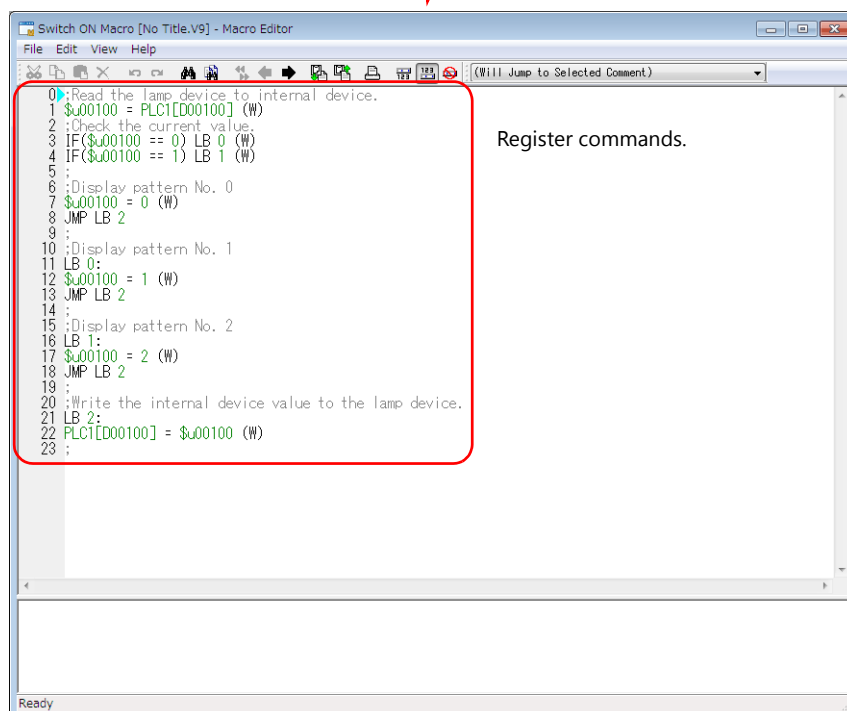 Switch ON Macro [No Title.V9] - Macro Editor
File Edit View Help
(Will Jump to Selected Comment)
0 ;Read the lamp device to internal device.
1 $u00100 = PLC1[D00100] (W)
2 ;Check the current value.
3 IF($u00100 == 0) LB 0 (W)
4 IF($u00100 == 1) LB 1 (W)
5 ;
6 ;Display pattern No. 0
7 $u00100 = 0 (W)
8 JMP LB 2
9 ;
10 ;Display pattern No. 1
11 LB 0:
12 $u00100 = 1 (W)
13 JMP LB 2
14 ;
15 ;Display pattern No. 2
16 LB 1:
17 $u00100 = 2 (W)
18 JMP LB 2
19 ;
20 ;Write the internal device value to the lamp device.
21 LB 2:
22 PLC1[D00100] = $u00100 (W)
23 ;
Register commands.
Ready